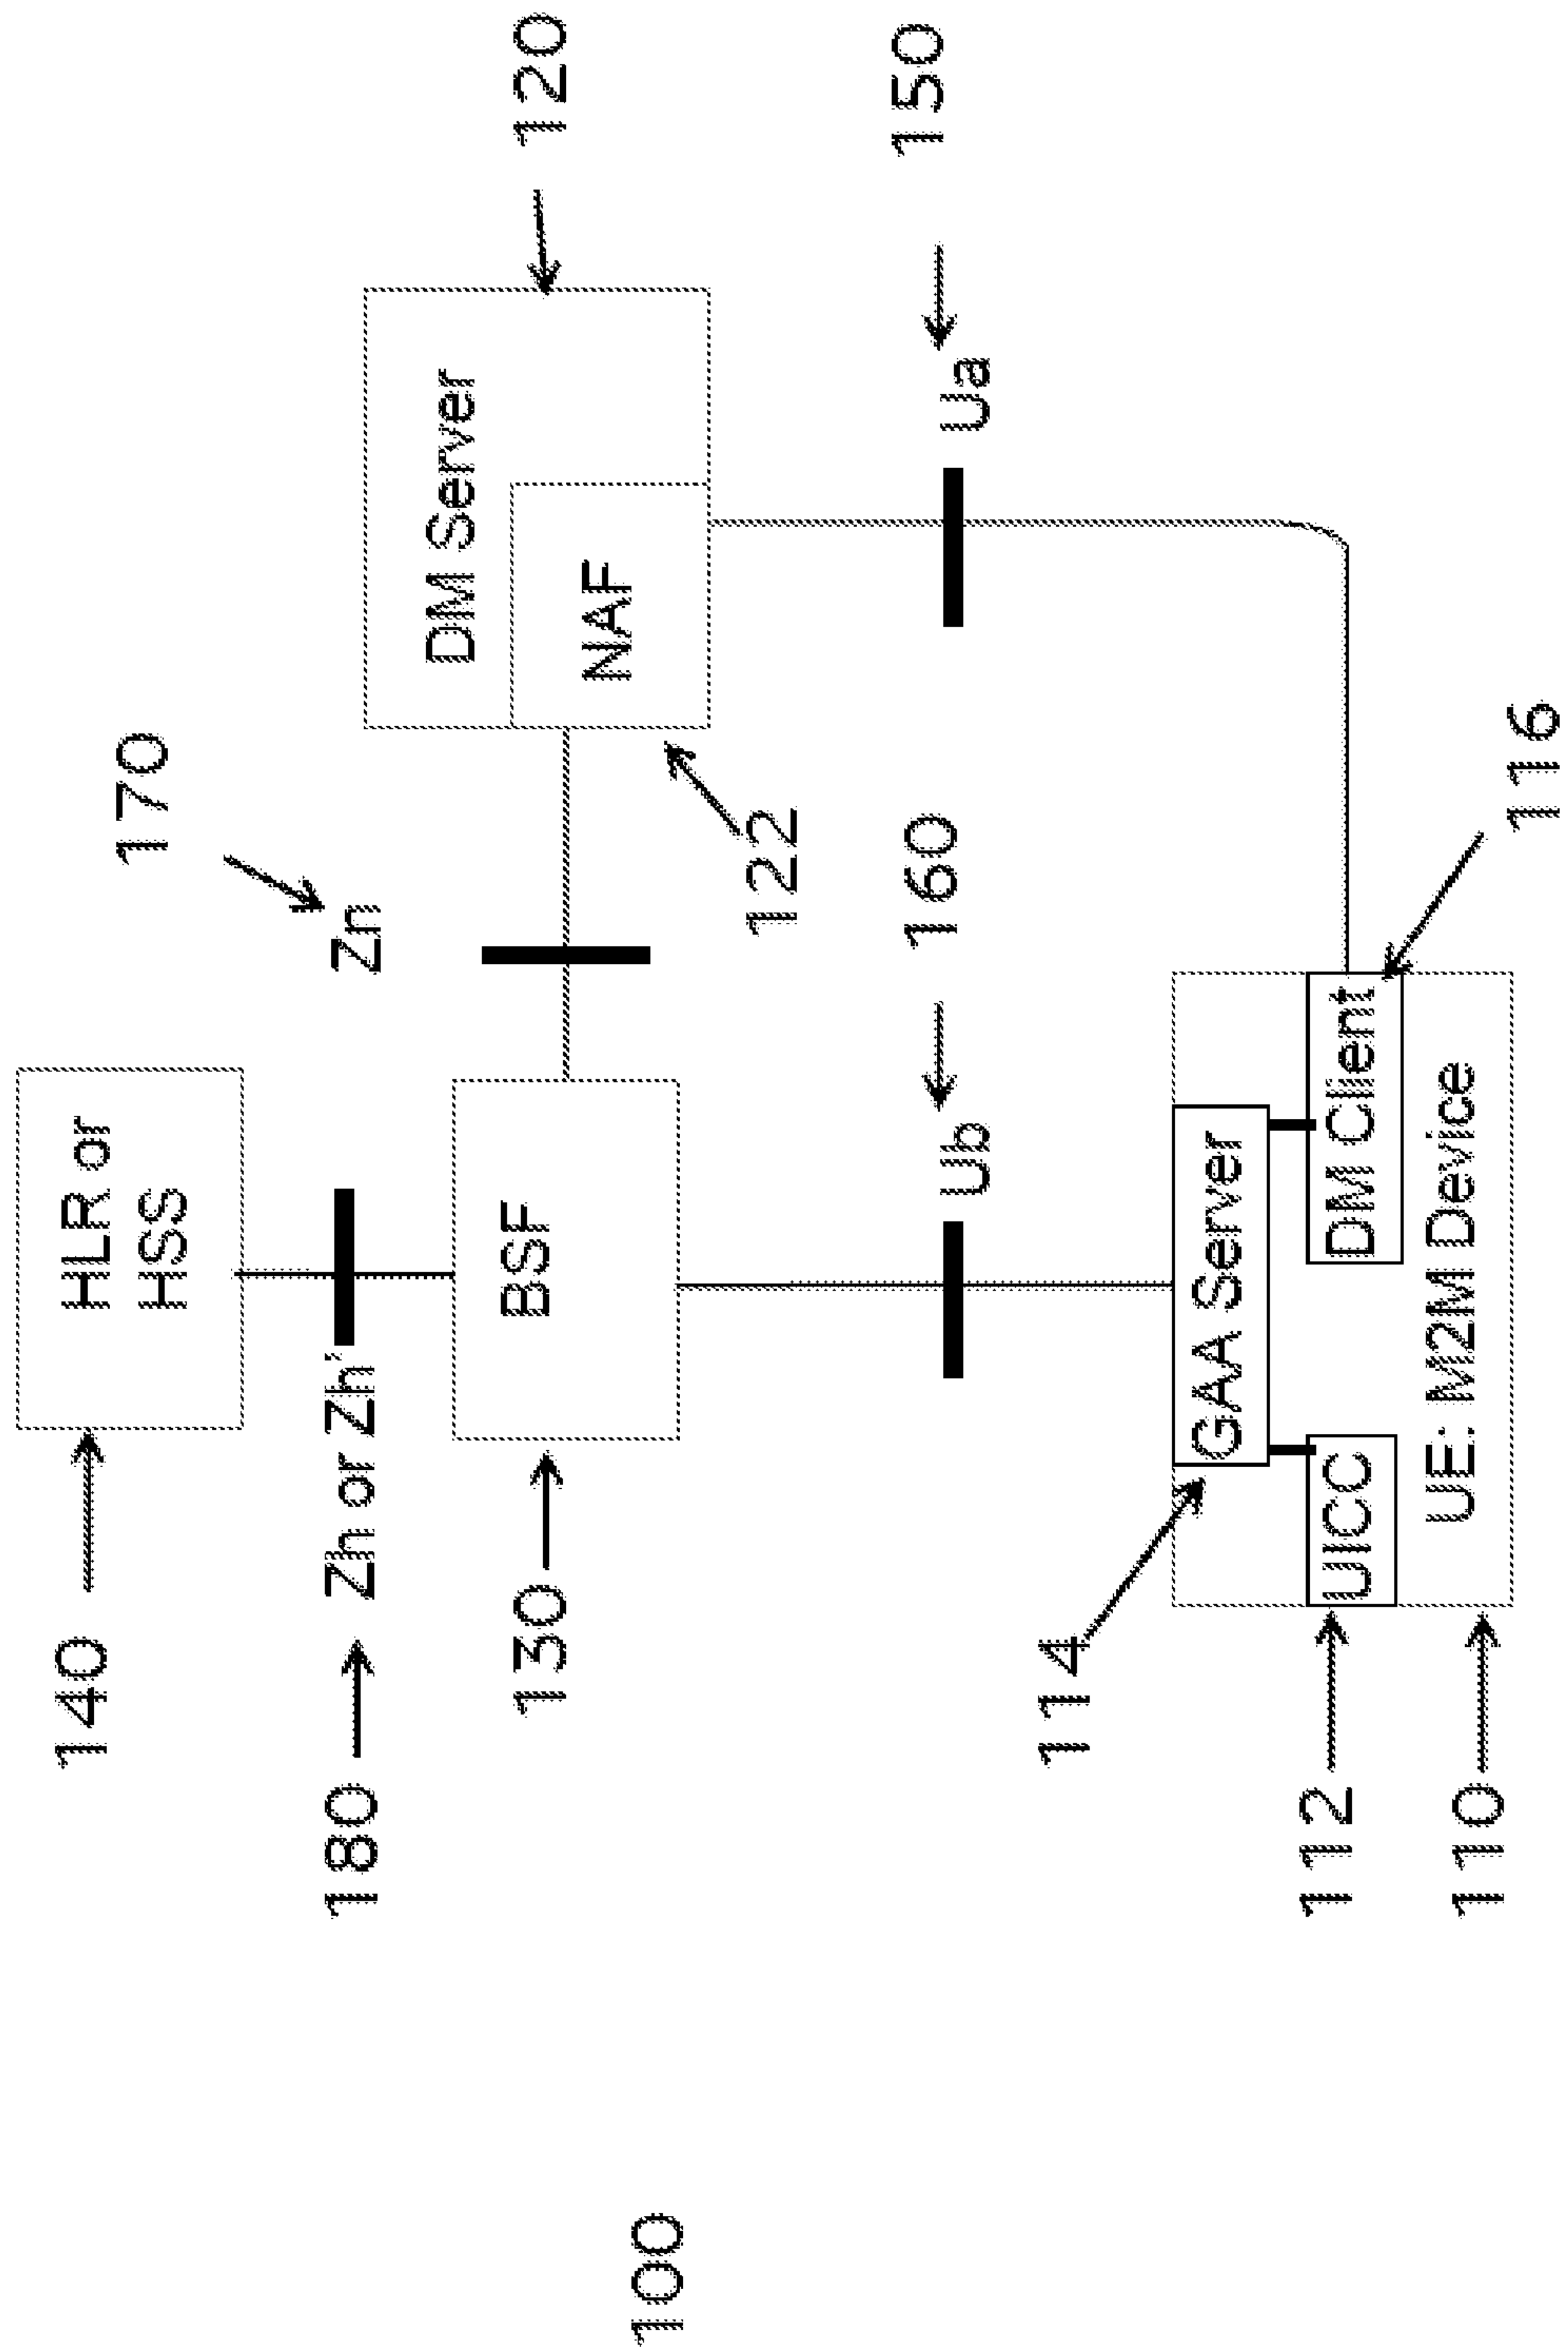 140
HLR or
HSS
170
180
Zh or Zh’
Zn
DM Server
120
130
BSF
NAF
100
122
160
150
Ub
Ua
114
GAA Server
112
UICC
DM Client
110
UE: M2M Device
116